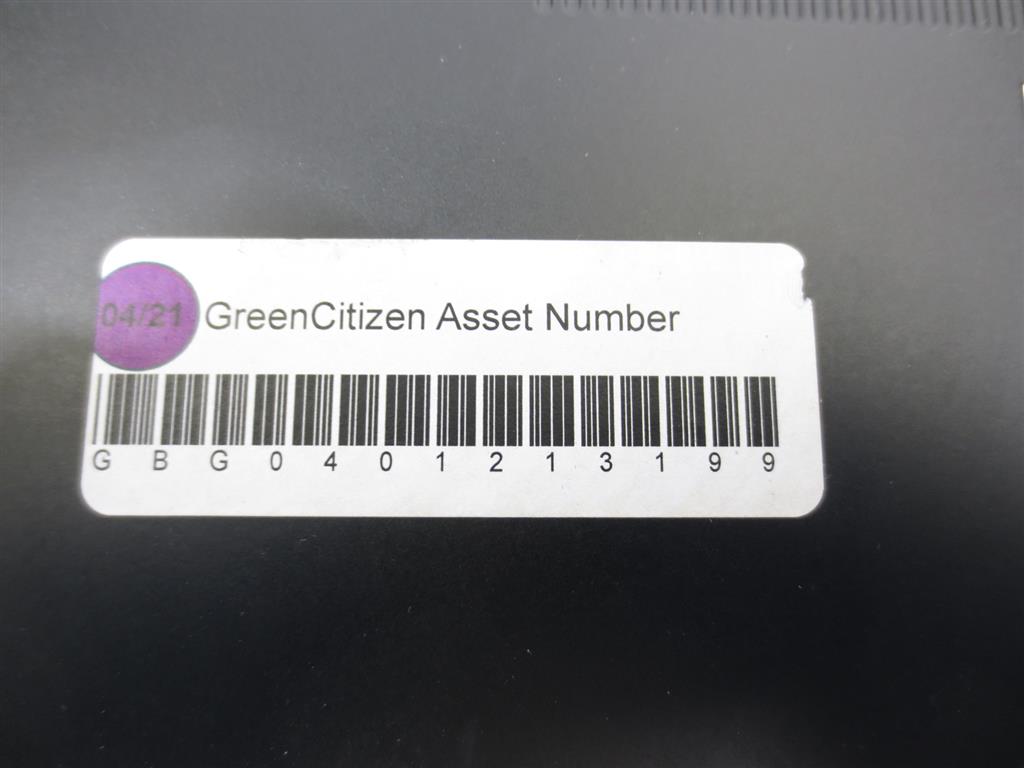 04/21 GreenCitizen Asset Number
G B G 0 4 0 1 2 1 3 1 9 9